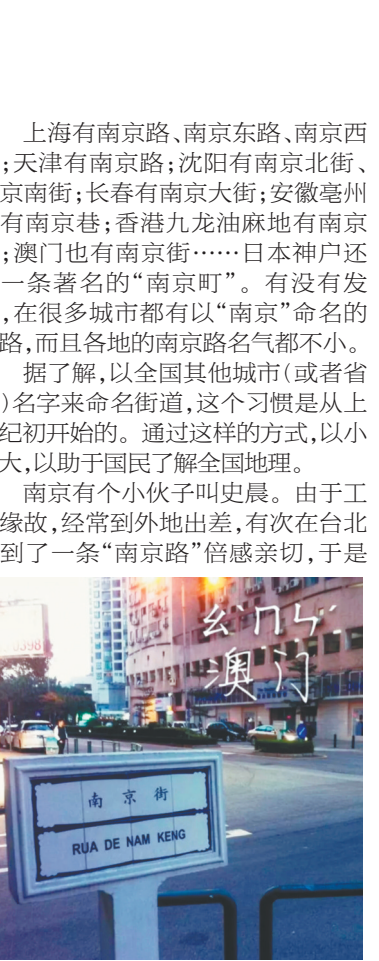 上海有南京路、南京东路、南京西
;天津有南京路;沈阳有南京北街、
京南街;长春有南京大街;安徽亳州
有南京巷;香港九龙油麻地有南京
;澳门也有南京街……日本神户还
一条著名的“南京町”。有没有发
,在很多城市都有以“南京”命名的
路,而且各地的南京路名气都不小。
据了解,以全国其他城市(或者省
)名字来命名街道,这个习惯是从上
纪初开始的。通过这样的方式,以小
大,以助于国民了解全国地理。
南京有个小伙子叫史晨。由于工
缘故,经常到外地出差,有次在台北
到了一条“南京路”倍感亲切,于是
澳门
南京街
RUA DE NAM KENG